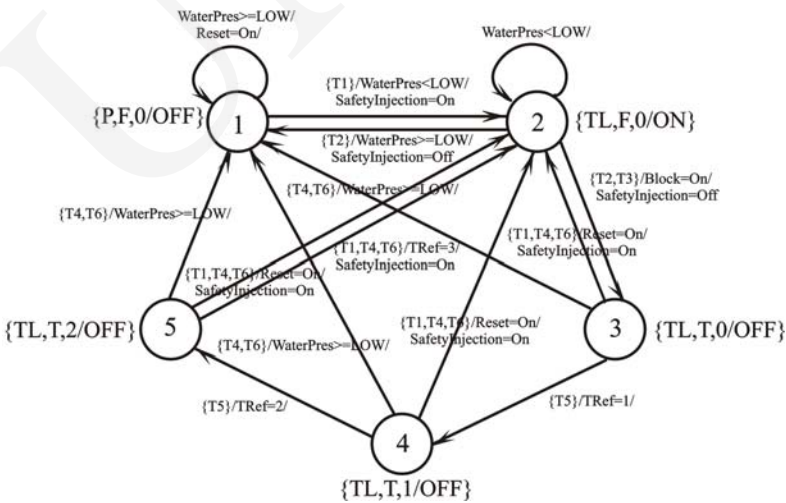 WaterPres>=LOW/
Reset=On/
WaterPres<LOW/
{T1}/WaterPres<LOW/
SafetyInjection=On
{P,F,0/OFF}
1
2
{TL,F,0/ON}
{T2}/WaterPres>=LOW/
SafetyInjection=Off
{T4,T6}/WaterPres>=LOW/
{T2,T3}/Block=On/
SafetyInjection=Off
{T4,T6}/WaterPres>=LOW/
{T1,T4,T6}/Reset=On/
SafetyInjection=On
{T1,T4,T6}/TRef=3/
SafetyInjection=On
{T1,T4,T6}/Reset=On/
SafetyInjection=On
{TL,T,2/OFF}
5
3
{TL,T,0/OFF}
{T1,T4,T6}/Reset=On/
SafetyInjection=On
{T4,T6}/WaterPres>=LOW/
{T5}/TRef=2/
{T5}/TRef=1/
4
{TL,T,1/OFF}